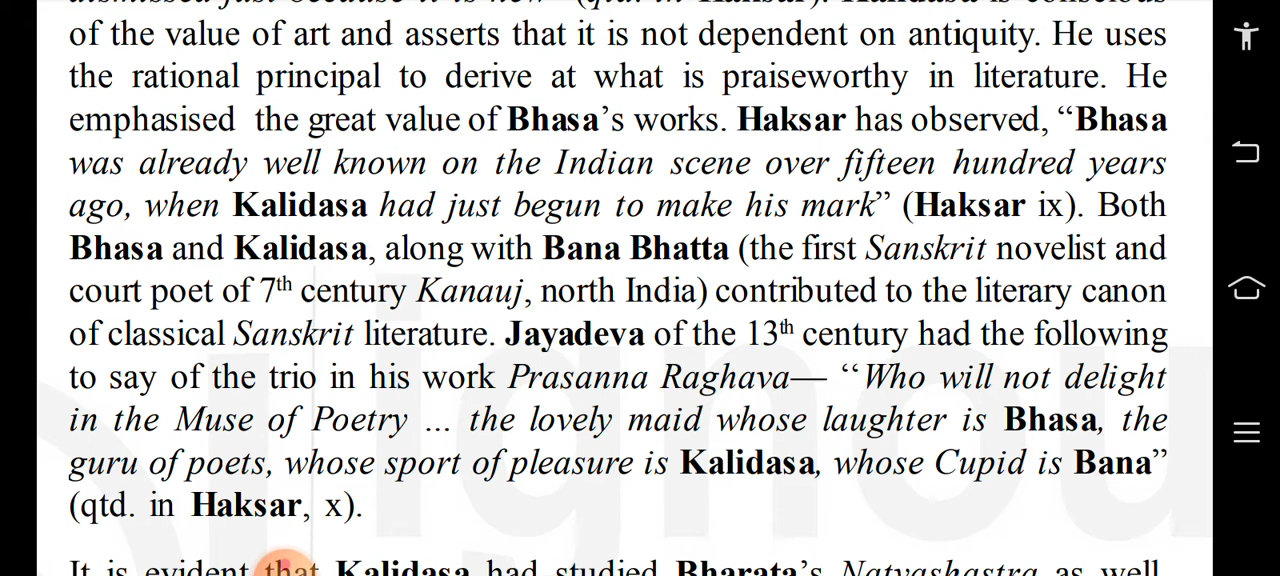 of the value of art and asserts that it is not dependent on antiquity. He uses
the rational principal to derive at what is praiseworthy in literature. He
emphasised the great value of Bhasa's works. Haksar has observed, “Bhasa
was already well known on the Indian scene over fifteen hundred years
ago, when Kalidasa had just begun to make his mark” (Haksar ix). Both
Bhasa and Kalidasa, along with Bana Bhatta (the first Sanskrit novelist and
court poet of 7th century Kanauj, north India) contributed to the literary canon
of classical Sanskrit literature. Jayadeva of the 13th century had the following
to say of the trio in his work Prasanna Raghava— “Who will not delight
in the Muse of Poetry ... the lovely maid whose laughter is Bhasa, the
guru of poets, whose sport of pleasure is Kalidasa, whose Cupid is Bana”
(qtd. in Haksar, x).
It is evident that Kalidasa had studied Bharata's Natyashastra as well
ignou